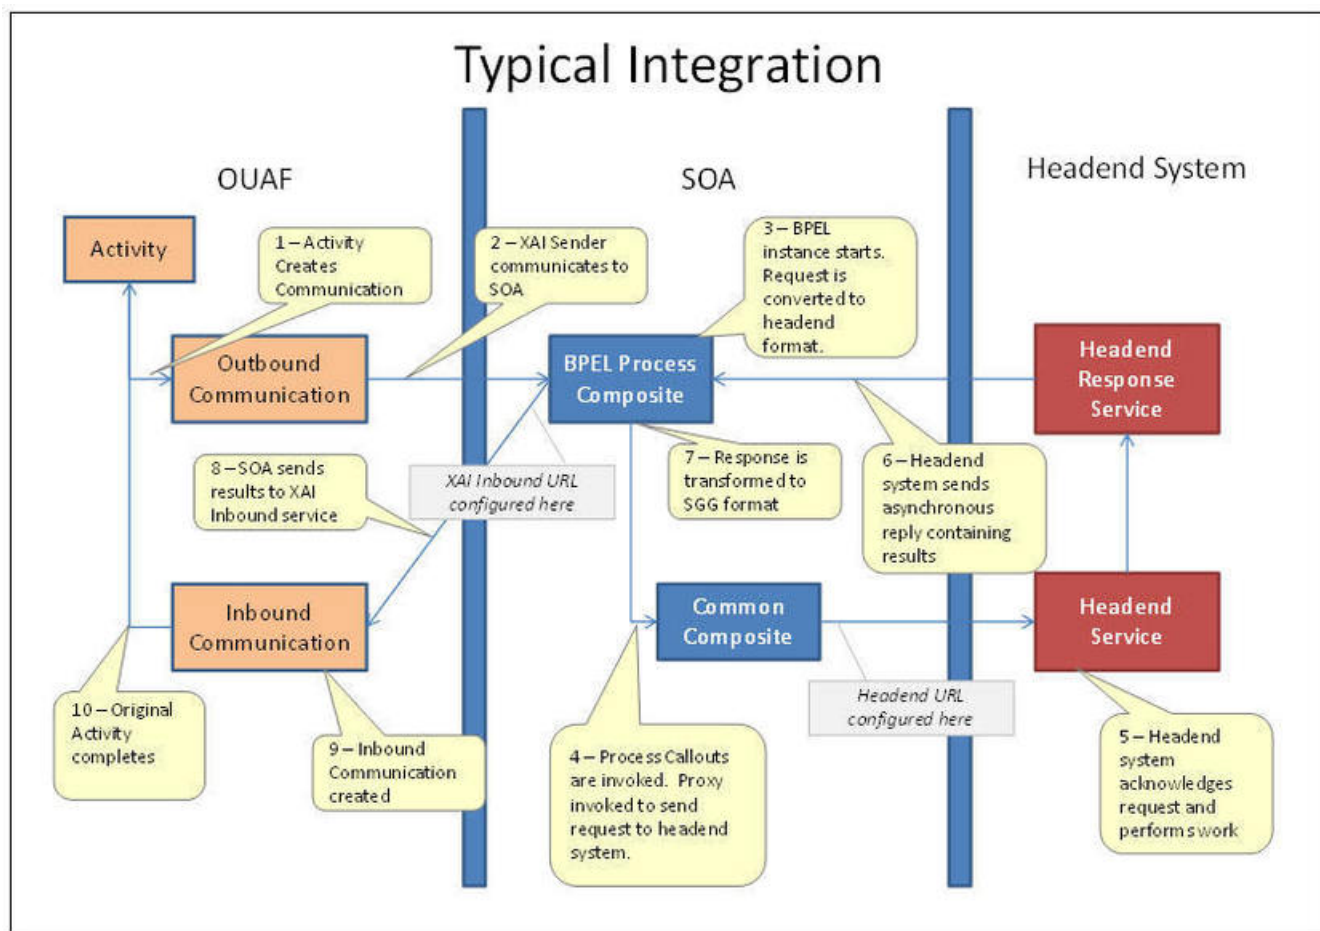 Typical Integration
OUAF
SOA
Headend System
Activity
1 – Activity
Creates
Communication
2 – XAI Sender
communicates to
SOA
3 – BPEL
instance starts.
Request is
converted to
headend
format.
Outbound
Communication
BPEL Process
Composite
Headend
Response
Service
8 – SOA sends
results to XAI
Inbound service
XAI Inbound URL
configured here
7 – Response is
transformed to
SGG format
6 – Headend
system sends
asynchronous
reply containing
results
Inbound
Communication
Common
Composite
Headend
Service
10 – Original
Activity
completes
9 – Inbound
Communication
created
4 – Process Callouts
are invoked.  Proxy
invoked to send
request to headend
system.
Headend URL
configured here
5 – Headend
system
acknowledges
request and
performs work